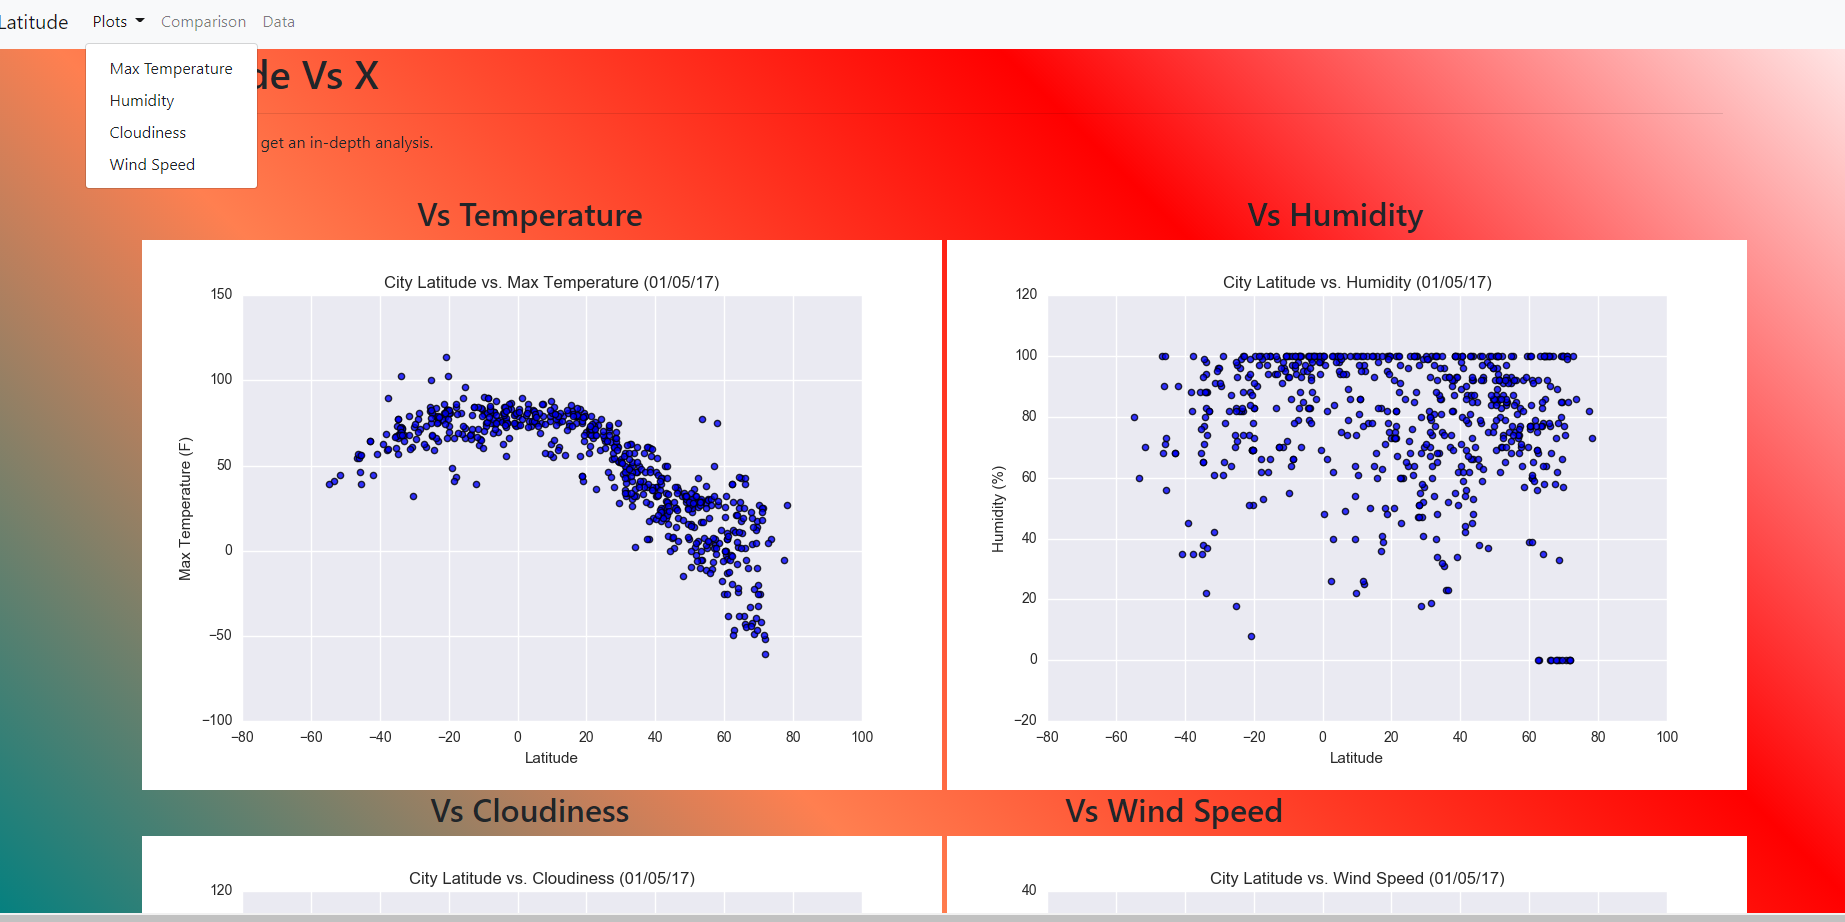 Latitude Plots Comparison Data
Max Temperature
Humidity
Cloudiness
Wind Speed
de Vs X
get an in-depth analysis.
Vs Temperature
City Latitude vs. Max Temperature (01/05/17)
150
100
50
0
−50
−100
Max Temperature (F)
−80 −60 −40 −20 0 20 40 60 80 100
Latitude
Vs Humidity
City Latitude vs. Humidity (01/05/17)
120
100
80
60
40
20
0
−20
Humidity (%)
−80 −60 −40 −20 0 20 40 60 80 100
Latitude
Vs Cloudiness
City Latitude vs. Cloudiness (01/05/17)
120
Vs Wind Speed
City Latitude vs. Wind Speed (01/05/17)
40